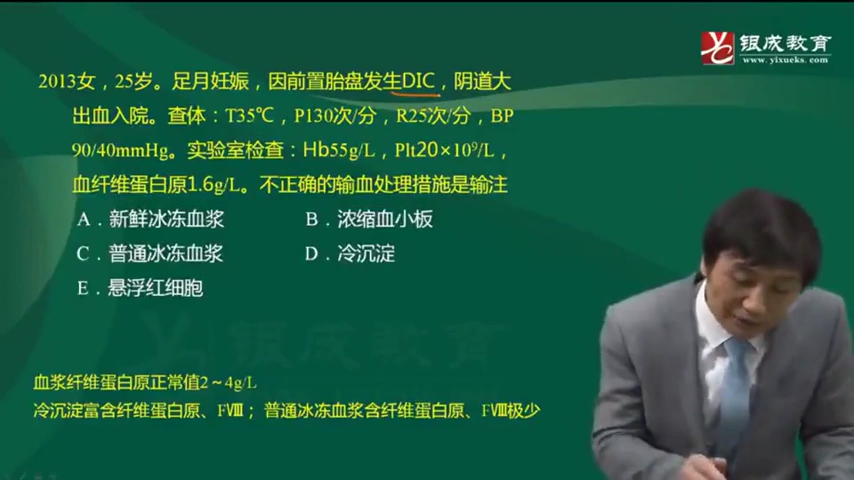 银成教育
www.yixueks.com
2013女，25岁。足月妊娠，因前置胎盘发生DIC，阴道大
出血入院。查体：T35℃，P130次/分，R25次/分，BP
90/40mmHg。实验室检查：Hb55g/L，Plt20×10⁹/L，
血纤维蛋白原1.6g/L。不正确的输血处理措施是输注
A．新鲜冰冻血浆 B．浓缩血小板
C．普通冰冻血浆 D．冷沉淀
E．悬浮红细胞
银成教育
血浆纤维蛋白原正常值2～4g/L
冷沉淀富含纤维蛋白原、FⅧ；普通冰冻血浆含纤维蛋白原、FⅧ极少